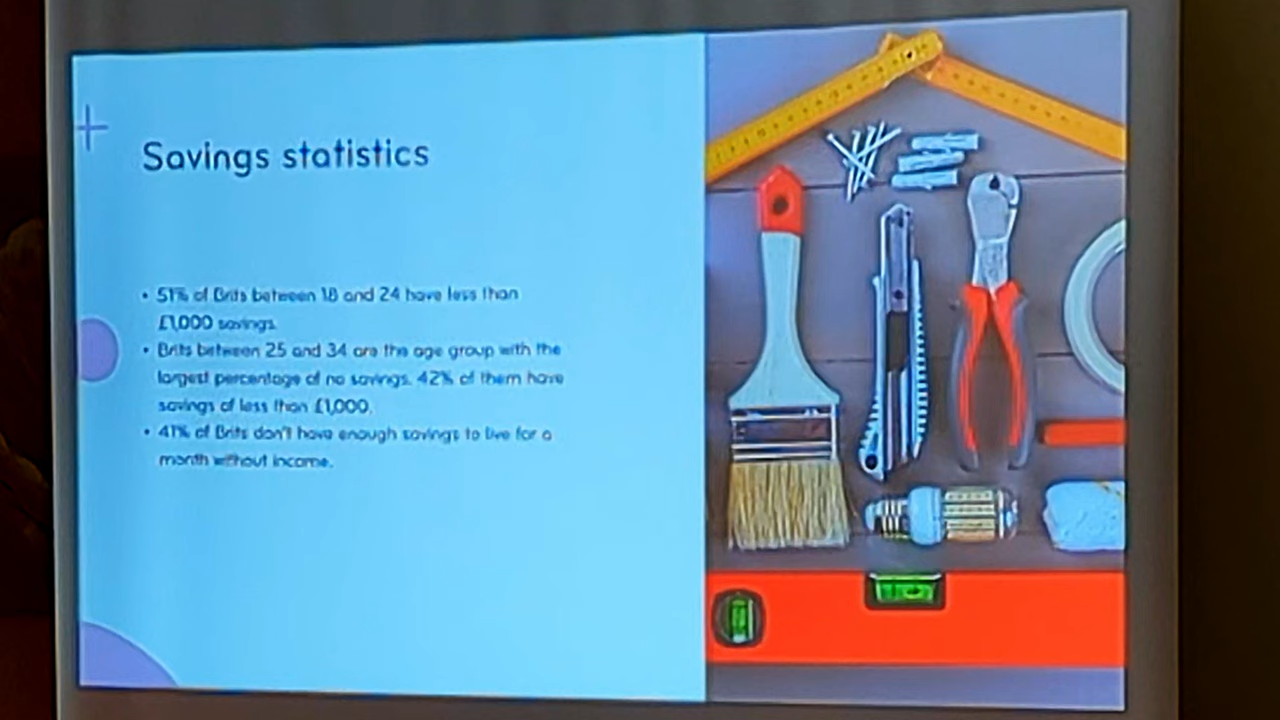 Savings statistics
• 51% of Brits between 18 and 24 have less than
£1,000 savings.
• Brits between 25 and 34 are the age group with the
largest percentage of no savings. 42% of them have
savings of less than £1,000.
• 41% of Brits don't have enough savings to live for a
month without income.